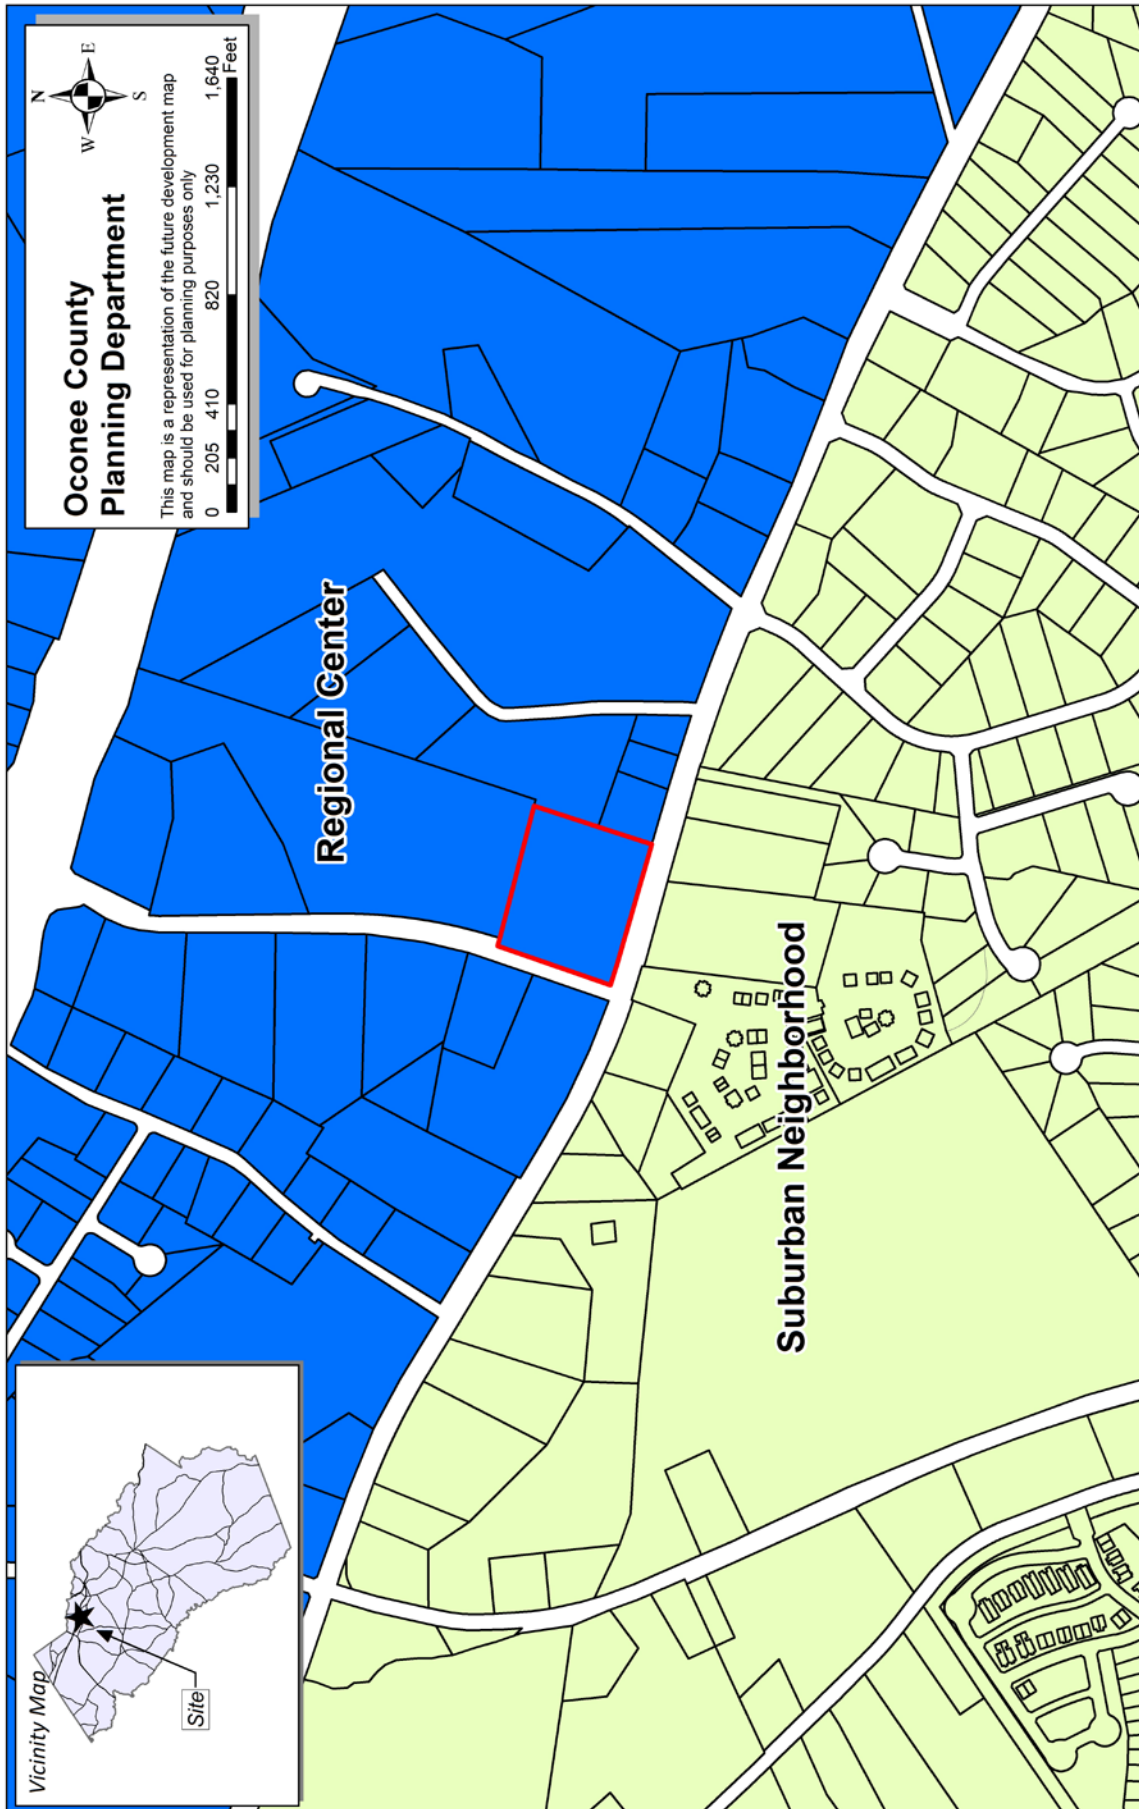 Oconee County
Planning Department
N
W
E
S
This map is a representation of the future development map
and should be used for planning purposes only
0 205 410 820 1,230 1,640
Feet
Regional Center
Suburban Neighborhood
Vicinity Map
Site